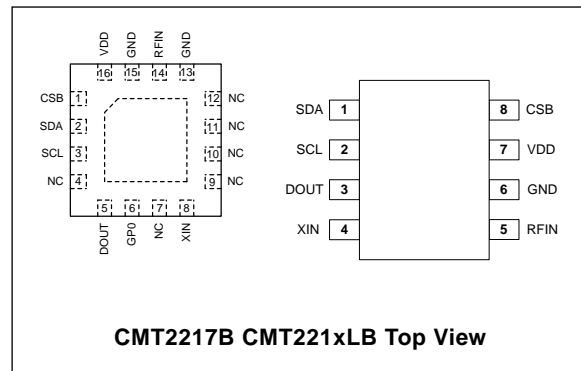 VDD GND RFIN GND
16 15 14 13
CSB 1 12 NC
SDA 2 11 NC
SCL 3 10 NC
NC 4 9 NC
5 6 7 8
DOUT GP0 NC XIN
SDA 1 8 CSB
SCL 2 7 VDD
DOUT 3 6 GND
XIN 4 5 RFIN
CMT2217B CMT221xLB Top View